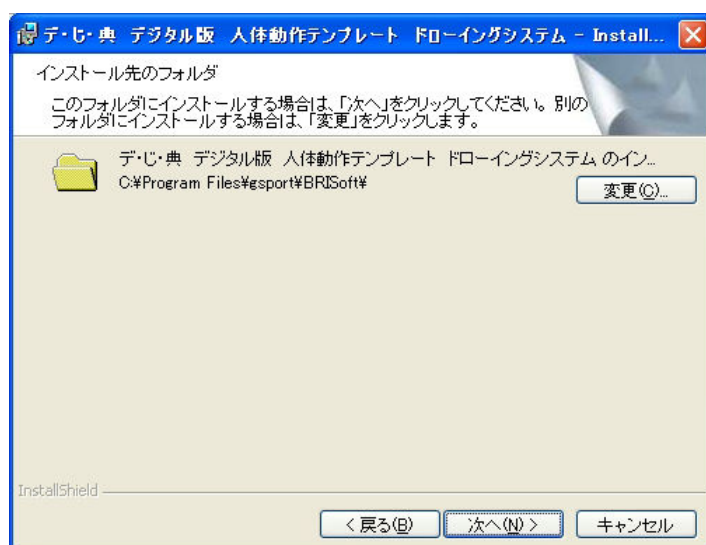 デ・じ・典 デジタル版 人体動作テンプレート ドローイングシステム - Install...
インストール先のフォルダ
このフォルダにインストールする場合は、「次へ」をクリックしてください。別の
フォルダにインストールする場合は、「変更」をクリックします。
デ・じ・典 デジタル版 人体動作テンプレート ドローイングシステム のイン...
C:¥Program Files¥gsport¥BRISoft¥
変更(C)...
InstallShield
< 戻る(B)
次へ(N) >
キャンセル